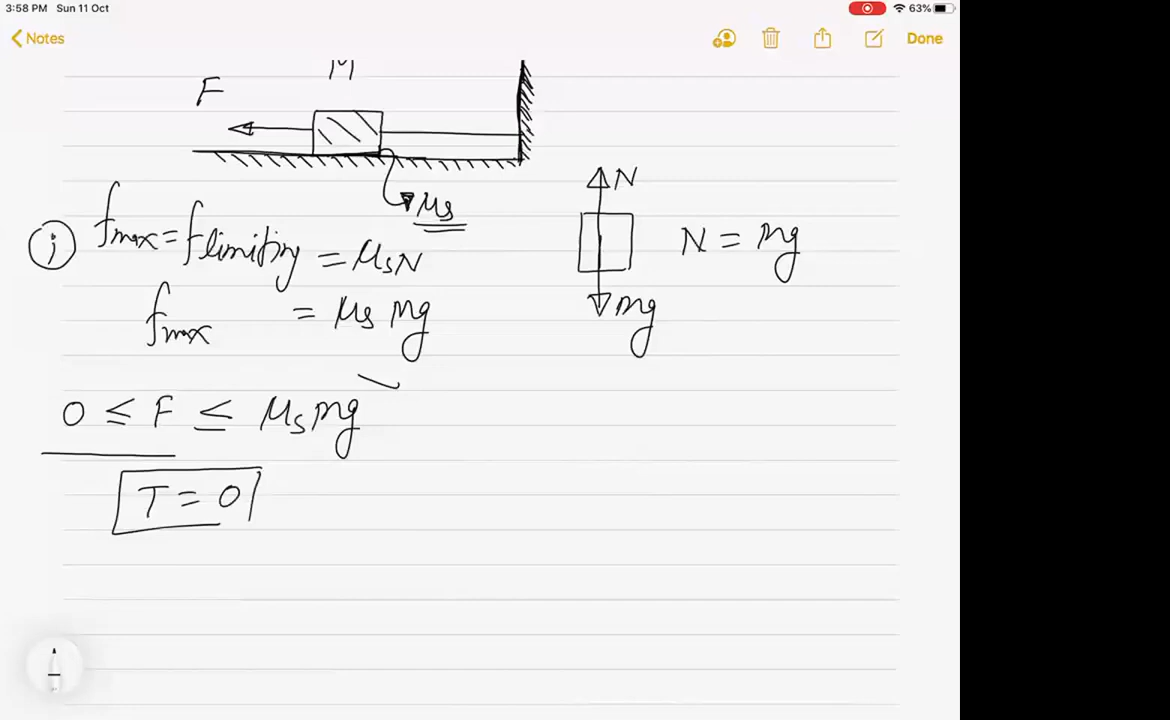 3:58 PM Sun 11 Oct
63%
Notes
Done
M
F
μs
N
(i) fmax = flimiting = μsN
N = mg
fmax = μs mg
mg
0 ≤ F ≤ μs mg
T = 0